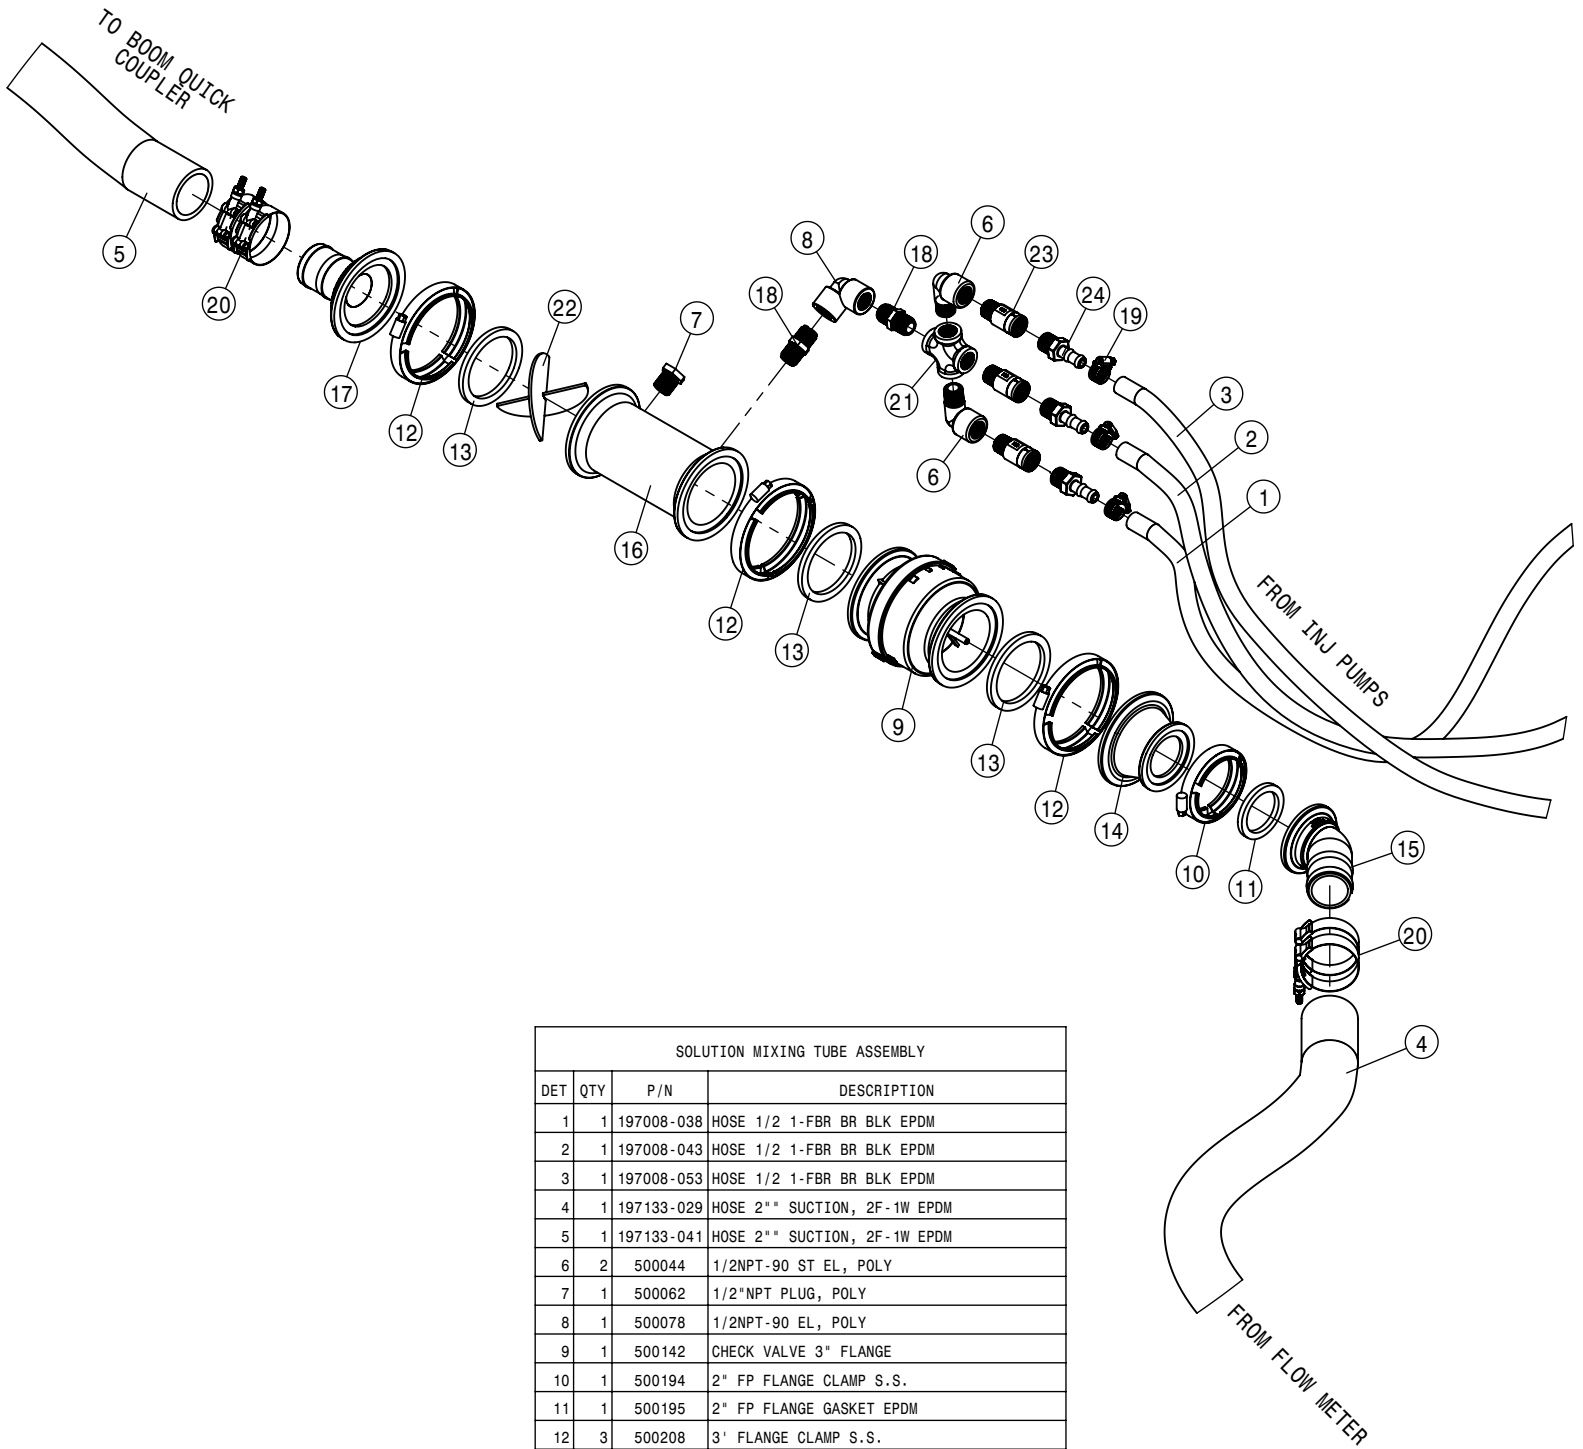 TO BOOM QUICK
COUPLER
5
20
17
12
13
22
7
16
18
8
18
6
23
24
19
21
6
3
2
1
FROM INJ PUMPS
12
13
9
13
12
14
10
11
15
20
4
FROM FLOW METER
SOLUTION MIXING TUBE ASSEMBLY
DET QTY P/N DESCRIPTION
1 1 197008-038 HOSE 1/2 1-FBR BR BLK EPDM
2 1 197008-043 HOSE 1/2 1-FBR BR BLK EPDM
3 1 197008-053 HOSE 1/2 1-FBR BR BLK EPDM
4 1 197133-029 HOSE 2"" SUCTION, 2F-1W EPDM
5 1 197133-041 HOSE 2"" SUCTION, 2F-1W EPDM
6 2 500044 1/2NPT-90 ST EL, POLY
7 1 500062 1/2"NPT PLUG, POLY
8 1 500078 1/2NPT-90 EL, POLY
9 1 500142 CHECK VALVE 3" FLANGE
10 1 500194 2" FP FLANGE CLAMP S.S.
11 1 500195 2" FP FLANGE GASKET EPDM
12 3 500208 3' FLANGE CLAMP S.S.